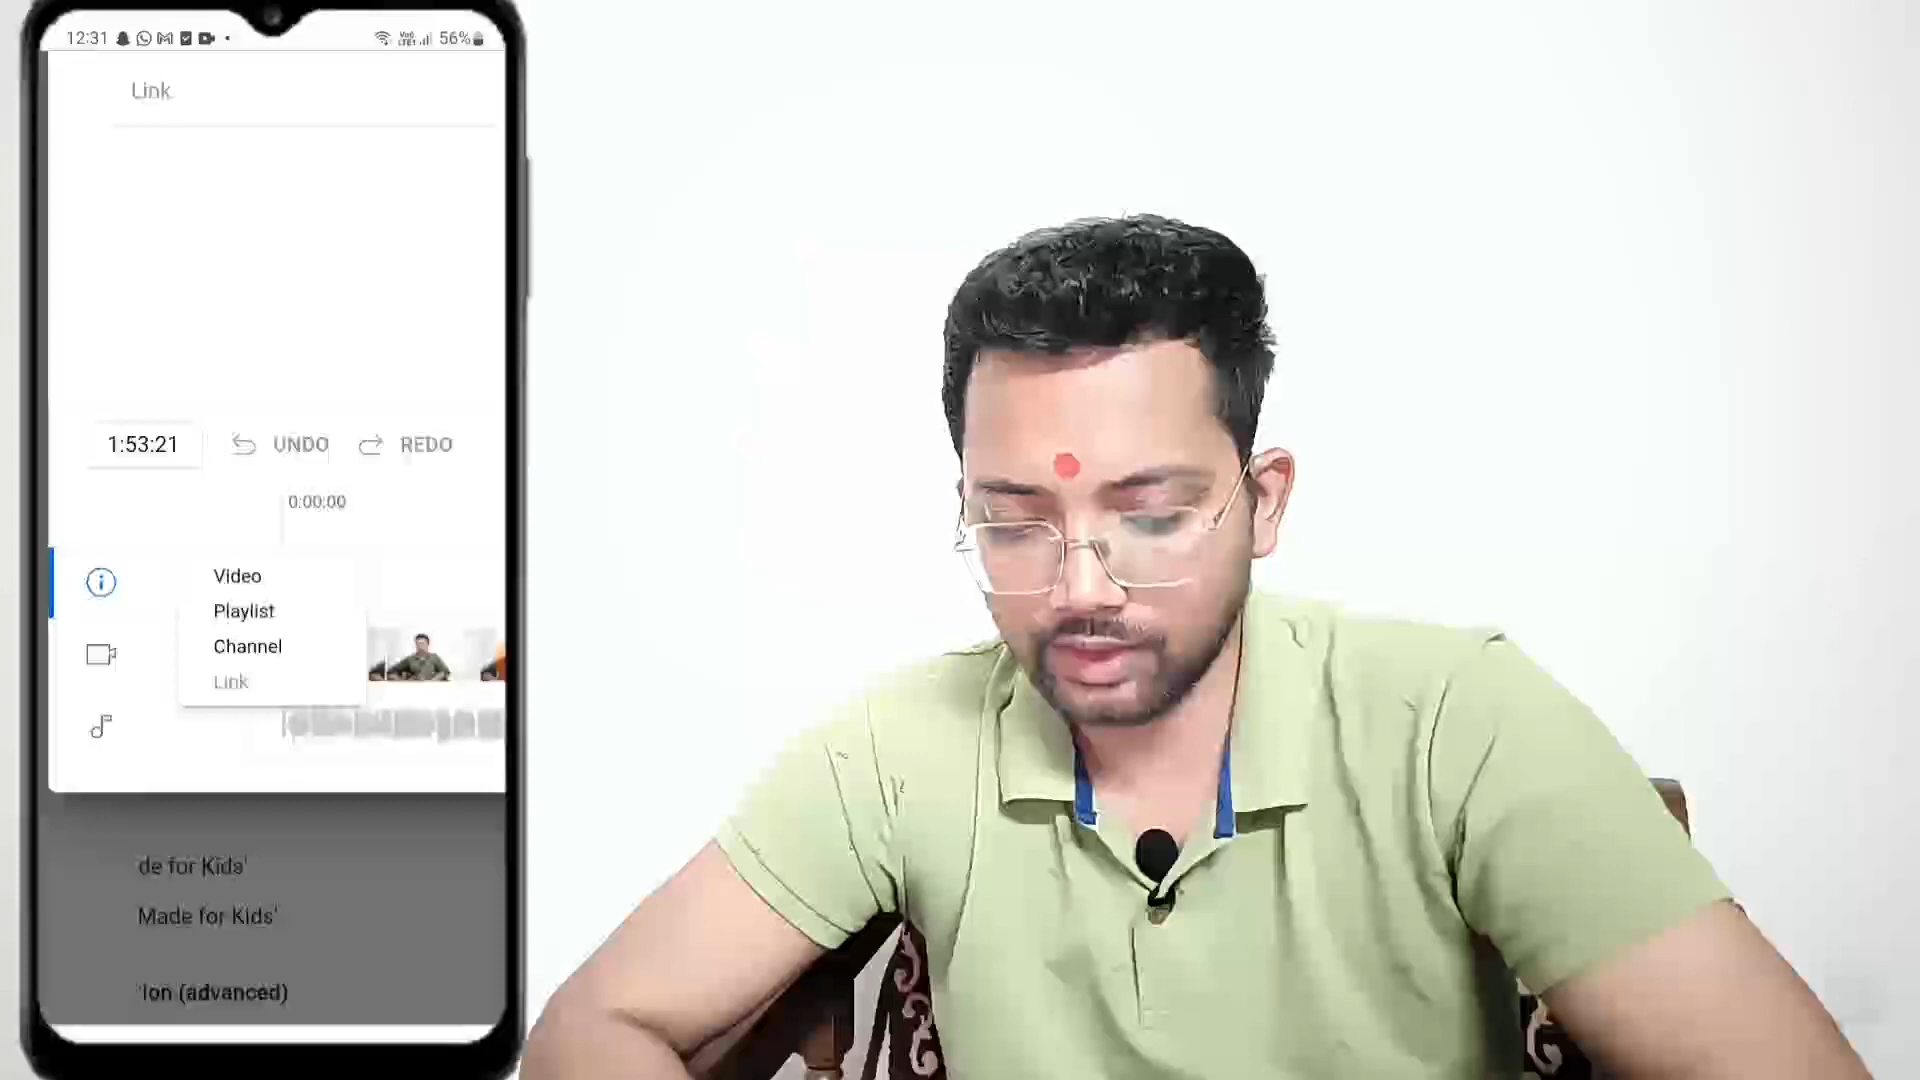 12:31 56%
Link
1:53:21 UNDO REDO
0:00:00
Video
Playlist
Channel
Link
de for Kids'
Made for Kids'
ion (advanced)